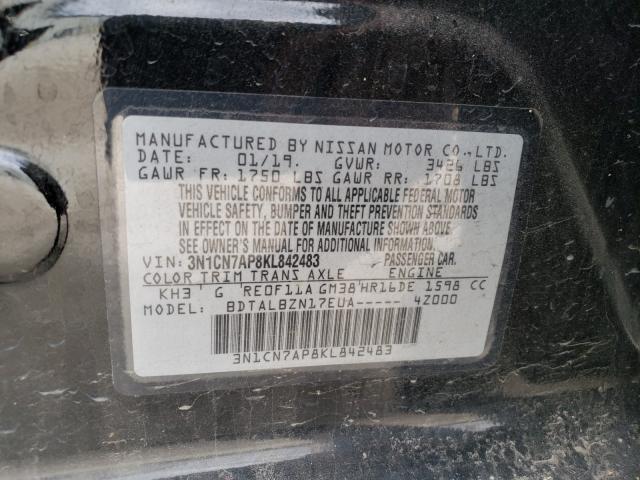 MANUFACTURED BY NISSAN MOTOR CO.,LTD.
DATE: 01/19. GVWR: 3426 LBS
GAWR FR: 1750 LBS GAWR RR: 1708 LBS
THIS VEHICLE CONFORMS TO ALL APPLICABLE FEDERAL MOTOR
VEHICLE SAFETY, BUMPER AND THEFT PREVENTION STANDARDS
IN EFFECT ON THE DATE OF MANUFACTURE SHOWN ABOVE.
SEE OWNER'S MANUAL FOR ADDITIONAL INFORMATION.
VIN: 3N1CN7AP8KL842483 PASSENGER CAR.
COLOR TRIM TRANS AXLE ENGINE
KH3 G RE0F11A GM38 HR16DE 1598 CC
MODEL: BDTALBZN17EUA----- 4Z000
3N1CN7AP8KL842483